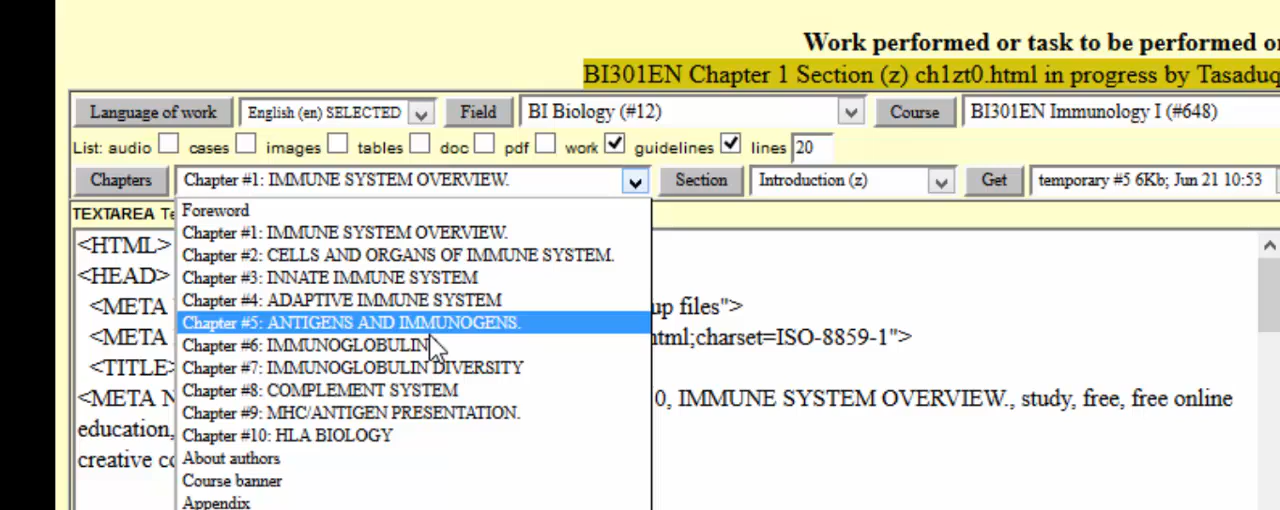 Work performed or task to be performed
BI301EN Chapter 1 Section (z) ch1zt0.html in progress by Tasaduq
Language of work English (en) SELECTED Field BI Biology (#12) Course BI301EN Immunology I (#648)
List: audio cases images tables doc pdf work guidelines lines 20
Chapters Chapter #1: IMMUNE SYSTEM OVERVIEW. Section Introduction (z) Get temporary #5 6Kb; Jun 21 10:53
TEXTAREA
Foreword
<HTML>
Chapter #1: IMMUNE SYSTEM OVERVIEW.
Chapter #2: CELLS AND ORGANS OF IMMUNE SYSTEM.
<HEAD>
Chapter #3: INNATE IMMUNE SYSTEM
Chapter #4: ADAPTIVE IMMUNE SYSTEM
<META up files">
Chapter #5: ANTIGENS AND IMMUNOGENS.
<META html;charset=ISO-8859-1">
Chapter #6: IMMUNOGLOBULIN
<TITLE>
Chapter #7: IMMUNOGLOBULIN DIVERSITY
Chapter #8: COMPLEMENT SYSTEM
<META N 0, IMMUNE SYSTEM OVERVIEW., study, free, free online
Chapter #9: MHC/ANTIGEN PRESENTATION.
education,
Chapter #10: HLA BIOLOGY
About authors
creative
Course banner
Appendix